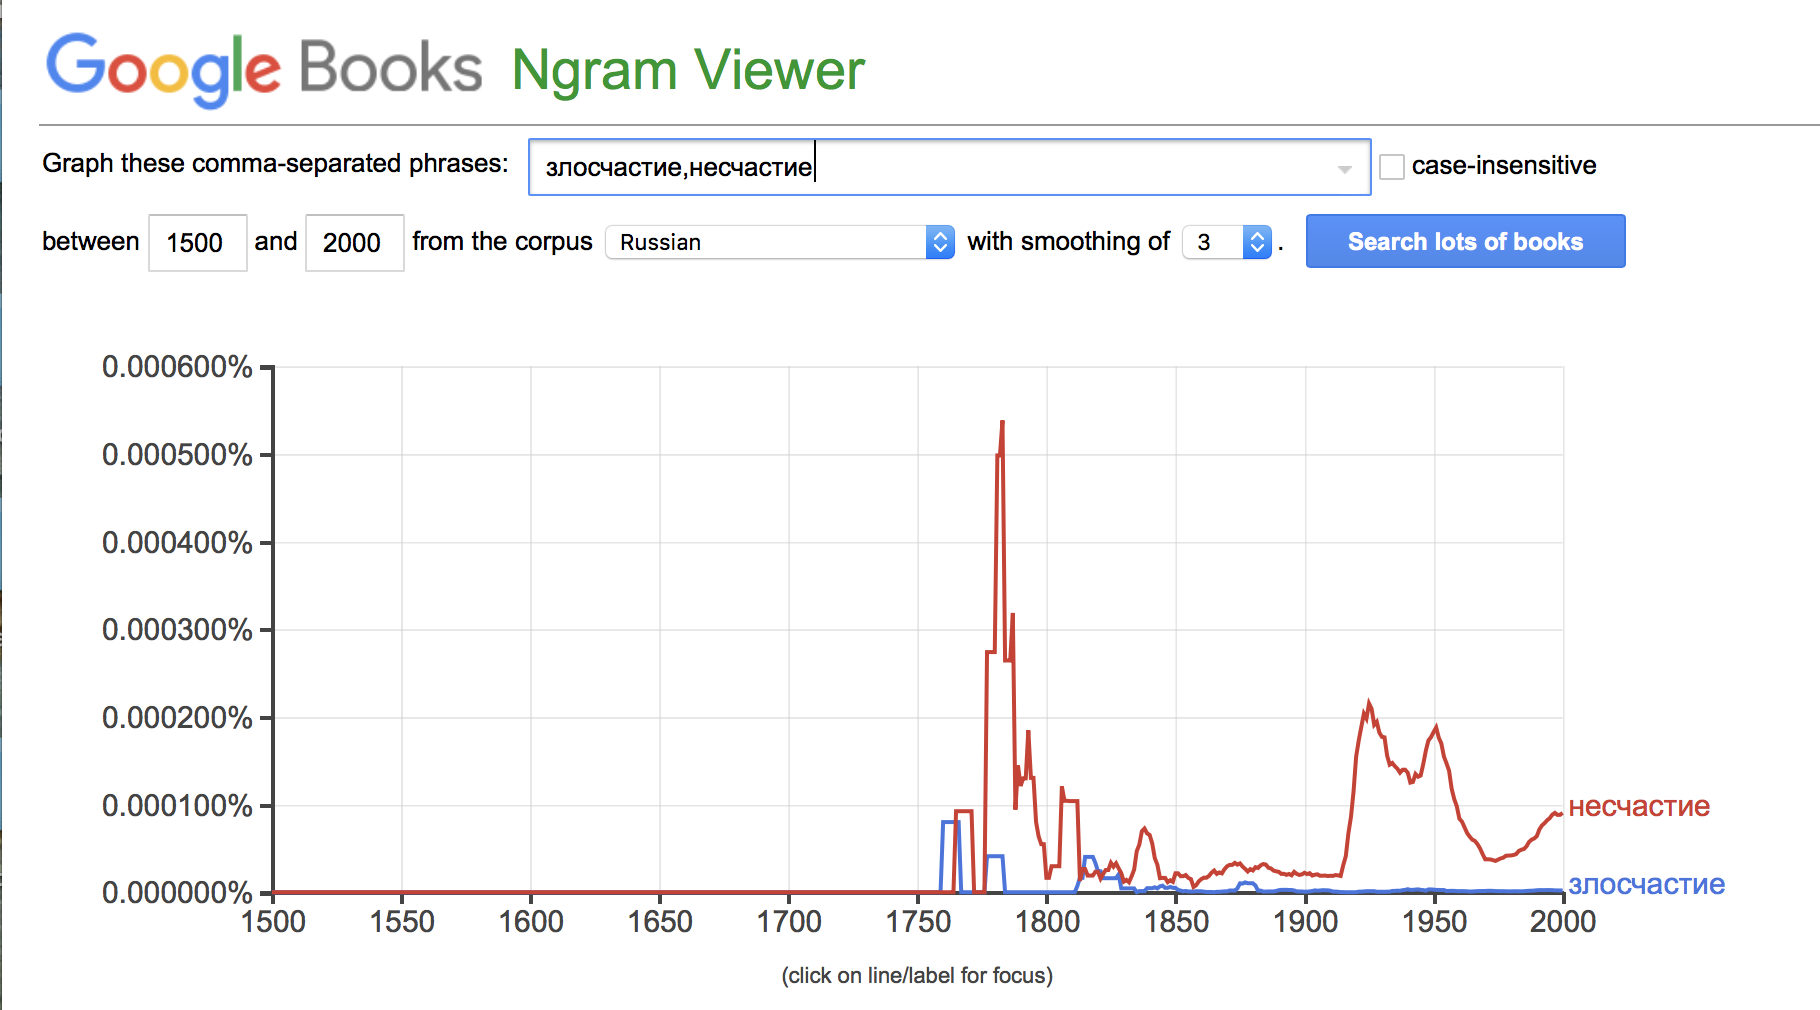 Google Books Ngram Viewer
Graph these comma-separated phrases: злосчастие,несчастие case-insensitive
between 1500 and 2000 from the corpus Russian with smoothing of 3 . Search lots of books
0.000600%
0.000500%
0.000400%
0.000300%
0.000200%
0.000100%
несчастие
0.000000%
злосчастие
1500 1550 1600 1650 1700 1750 1800 1850 1900 1950 2000
(click on line/label for focus)